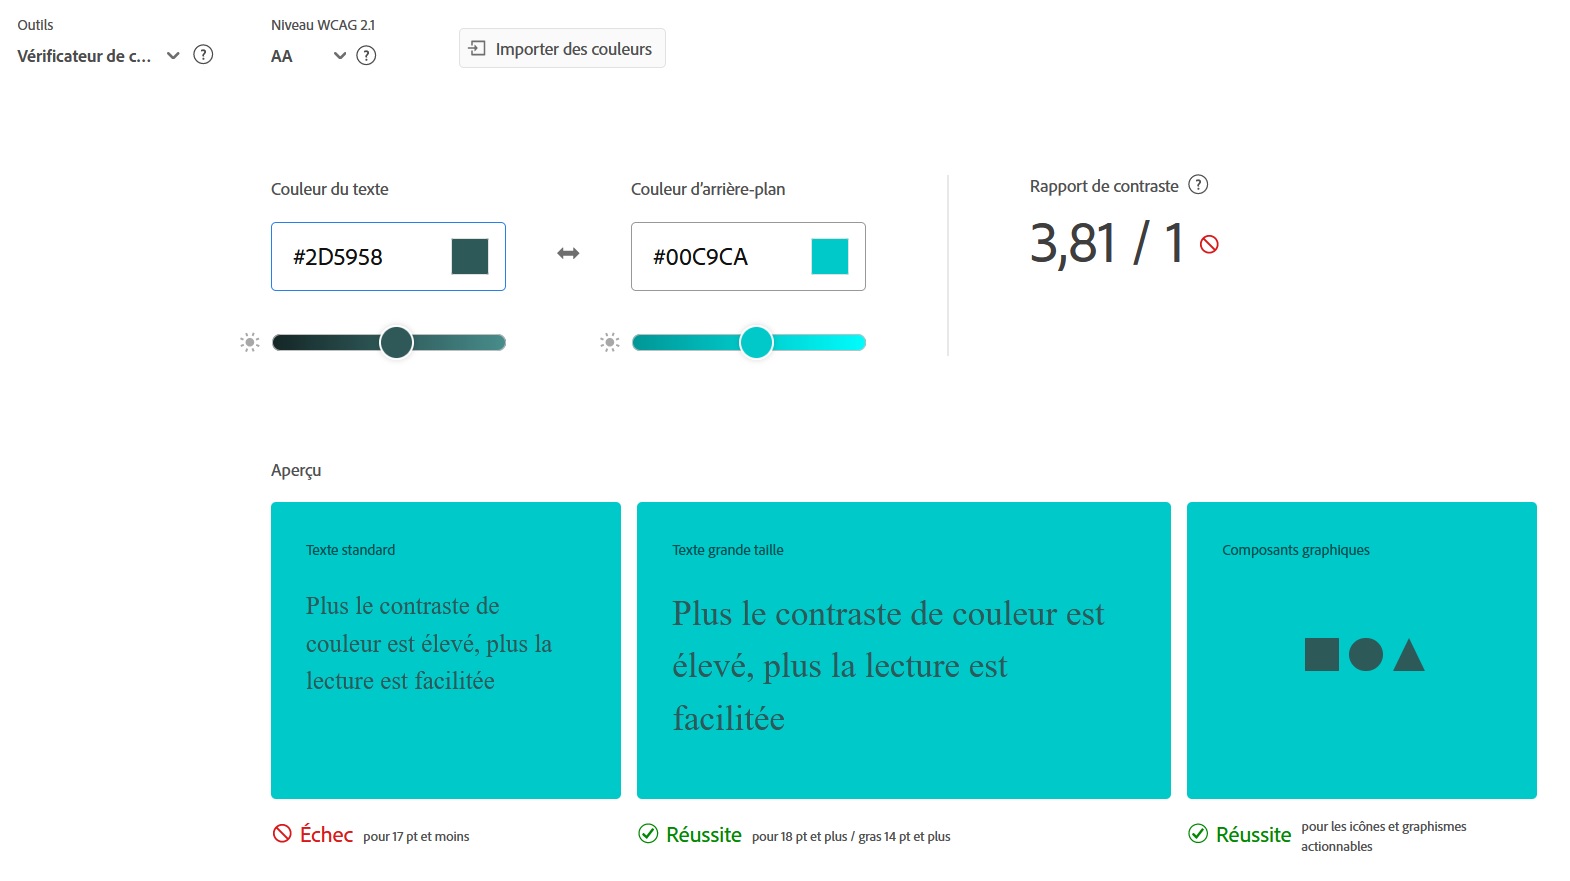 Outils
Vérificateur de c...
Niveau WCAG 2.1
AA
Importer des couleurs
Couleur du texte
#2D5958
Couleur d'arrière-plan
#00C9CA
Rapport de contraste
3,81 / 1
Aperçu
Texte standard
Plus le contraste de
couleur est élevé, plus la
lecture est facilitée
Texte grande taille
Plus le contraste de couleur est
élevé, plus la lecture est
facilitée
Composants graphiques
Échec pour 17 pt et moins
Réussite pour 18 pt et plus / gras 14 pt et plus
Réussite pour les icônes et graphismes
actionnables